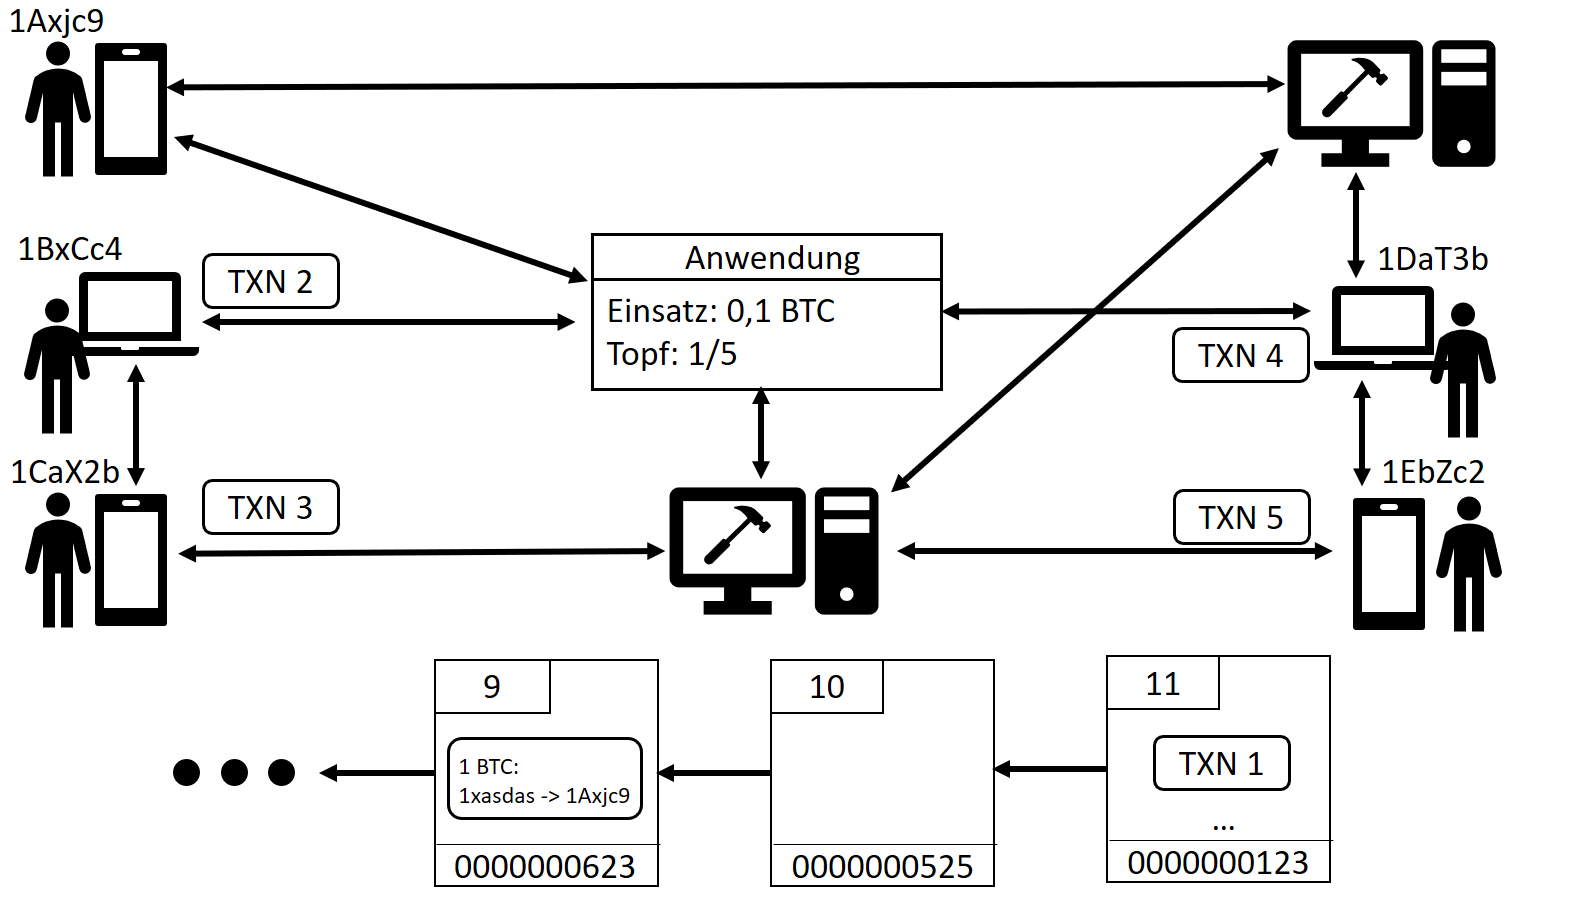 1Axjc9
1BxCc4
TXN 2
Anwendung
Einsatz: 0,1 BTC
Topf: 1/5
1DaT3b
TXN 4
1CaX2b
TXN 3
1EbZc2
TXN 5
9
1 BTC:
1xasdas -> 1Axjc9
0000000623
10
0000000525
11
TXN 1
...
0000000123